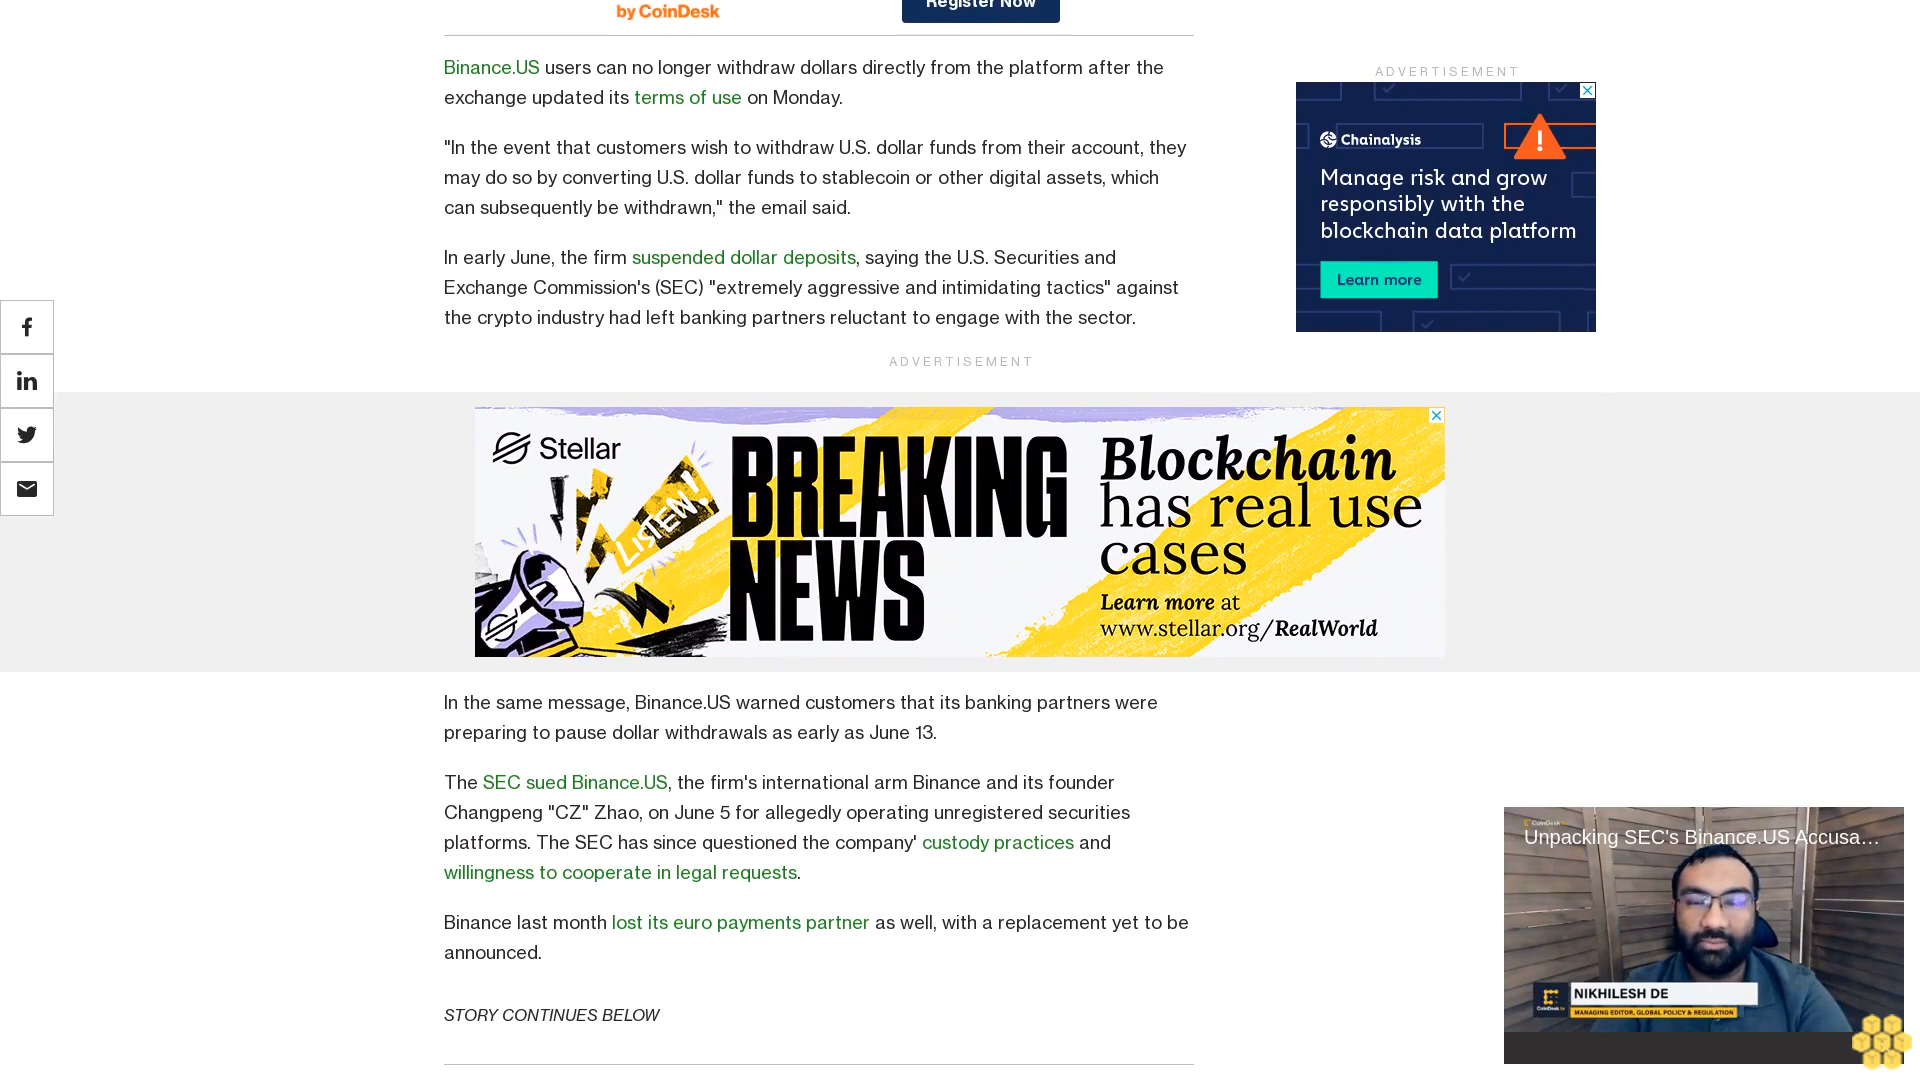 by CoinDesk
Register Now
Binance.US users can no longer withdraw dollars directly from the platform after the
exchange updated its terms of use on Monday.
"In the event that customers wish to withdraw U.S. dollar funds from their account, they
may do so by converting U.S. dollar funds to stablecoin or other digital assets, which
can subsequently be withdrawn," the email said.
In early June, the firm suspended dollar deposits, saying the U.S. Securities and
Exchange Commission's (SEC) "extremely aggressive and intimidating tactics" against
the crypto industry had left banking partners reluctant to engage with the sector.
ADVERTISEMENT
Chainalysis
Manage risk and grow
responsibly with the
blockchain data platform
Learn more
ADVERTISEMENT
Stellar
LISTEN!
BREAKING
NEWS
Blockchain
has real use
cases
Learn more at
www.stellar.org/RealWorld
In the same message, Binance.US warned customers that its banking partners were
preparing to pause dollar withdrawals as early as June 13.
The SEC sued Binance.US, the firm's international arm Binance and its founder
Changpeng "CZ" Zhao, on June 5 for allegedly operating unregistered securities
platforms. The SEC has since questioned the company' custody practices and
willingness to cooperate in legal requests.
Binance last month lost its euro payments partner as well, with a replacement yet to be
announced.
STORY CONTINUES BELOW
CoinDesk
Unpacking SEC's Binance.US Accusa…
NIKHILESH DE
MANAGING EDITOR, GLOBAL POLICY & REGULATION
CoinDesk.tv